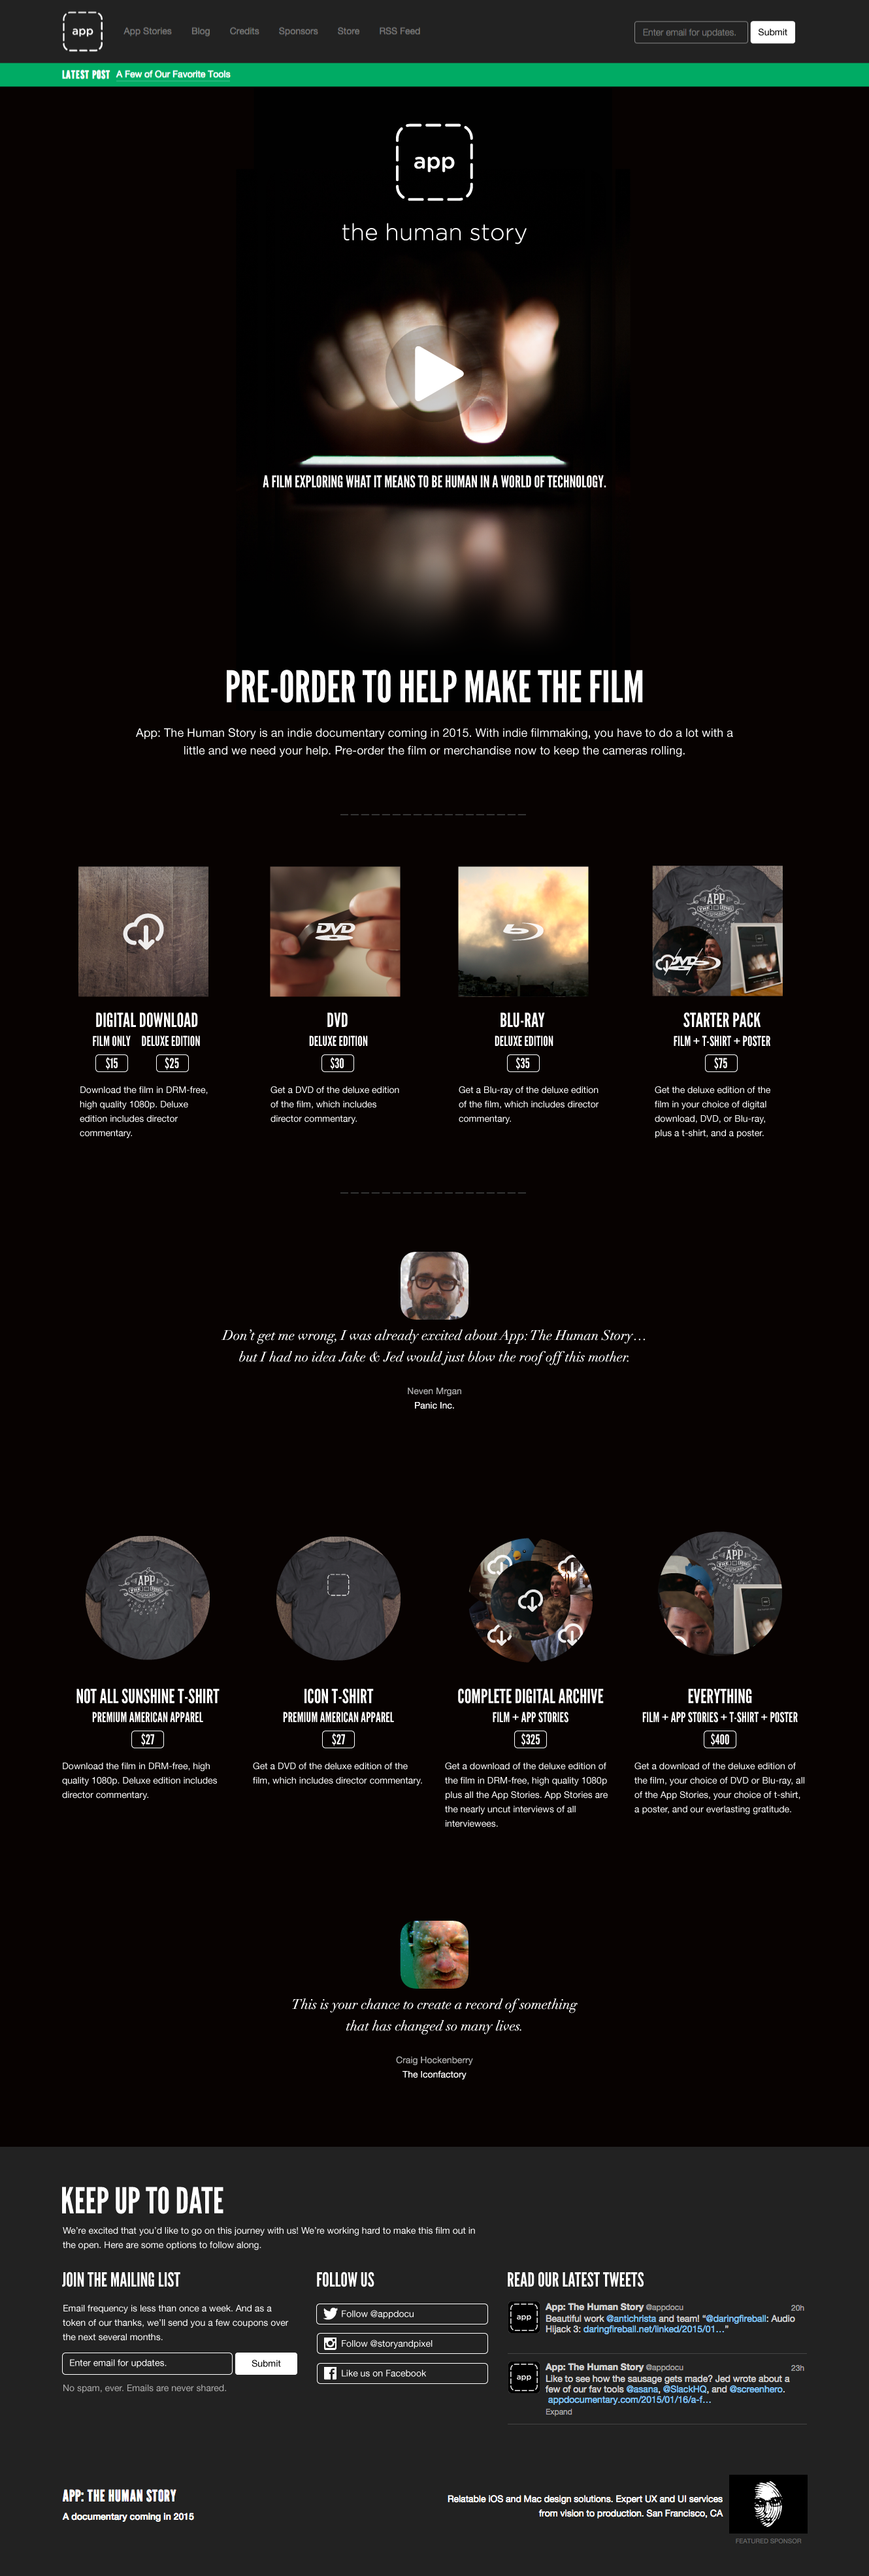 app
App Stories Blog Credits Sponsors Store RSS Feed
Enter email for updates. Submit
LATEST POST A Few of Our Favorite Tools
app
the human story
A FILM EXPLORING WHAT IT MEANS TO BE HUMAN IN A WORLD OF TECHNOLOGY.
PRE-ORDER TO HELP MAKE THE FILM
App: The Human Story is an indie documentary coming in 2015. With indie filmmaking, you have to do a lot with a
little and we need your help. Pre-order the film or merchandise now to keep the cameras rolling.
DVD
APP
DVD
DIGITAL DOWNLOAD
FILM ONLY DELUXE EDITION
$15 $25
Download the film in DRM-free,
high quality 1080p. Deluxe
edition includes director
commentary.
DVD
DELUXE EDITION
$30
Get a DVD of the deluxe edition
of the film, which includes
director commentary.
BLU-RAY
DELUXE EDITION
$35
Get a Blu-ray of the deluxe edition
of the film, which includes director
commentary.
STARTER PACK
FILM + T-SHIRT + POSTER
$75
Get the deluxe edition of the
film in your choice of digital
download, DVD, or Blu-ray,
plus a t-shirt, and a poster.
Don't get me wrong, I was already excited about App: The Human Story…
but I had no idea Jake & Jed would just blow the roof off this mother.
Neven Mrgan
Panic Inc.
APP
APP
NOT ALL SUNSHINE T-SHIRT
PREMIUM AMERICAN APPAREL
$27
Download the film in DRM-free, high
quality 1080p. Deluxe edition includes
director commentary.
ICON T-SHIRT
PREMIUM AMERICAN APPAREL
$27
Get a DVD of the deluxe edition of the
film, which includes director commentary.
COMPLETE DIGITAL ARCHIVE
FILM + APP STORIES
$325
Get a download of the deluxe edition of
the film in DRM-free, high quality 1080p
plus all the App Stories. App Stories are
the nearly uncut interviews of all
interviewees.
EVERYTHING
FILM + APP STORIES + T-SHIRT + POSTER
$400
Get a download of the deluxe edition of
the film, your choice of DVD or Blu-ray, all
of the App Stories, your choice of t-shirt,
a poster, and our everlasting gratitude.
This is your chance to create a record of something
that has changed so many lives.
Craig Hockenberry
The Iconfactory
KEEP UP TO DATE
We're excited that you'd like to go on this journey with us! We're working hard to make this film out in
the open. Here are some options to follow along.
JOIN THE MAILING LIST
Email frequency is less than once a week. And as a
token of our thanks, we'll send you a few coupons over
the next several months.
Enter email for updates. Submit
No spam, ever. Emails are never shared.
FOLLOW US
Follow @appdocu
Follow @storyandpixel
Like us on Facebook
READ OUR LATEST TWEETS
app
App: The Human Story @appdocu 20h
Beautiful work @antichrista and team! "@daringfireball: Audio
Hijack 3: daringfireball.net/linked/2015/01…"
app
App: The Human Story @appdocu 23h
Like to see how the sausage gets made? Jed wrote about a
few of our fav tools @asana, @SlackHQ, and @screenhero.
appdocumentary.com/2015/01/16/a-f…
Expand
APP: THE HUMAN STORY
A documentary coming in 2015
Relatable iOS and Mac design solutions. Expert UX and UI services
from vision to production. San Francisco, CA
FEATURED SPONSOR